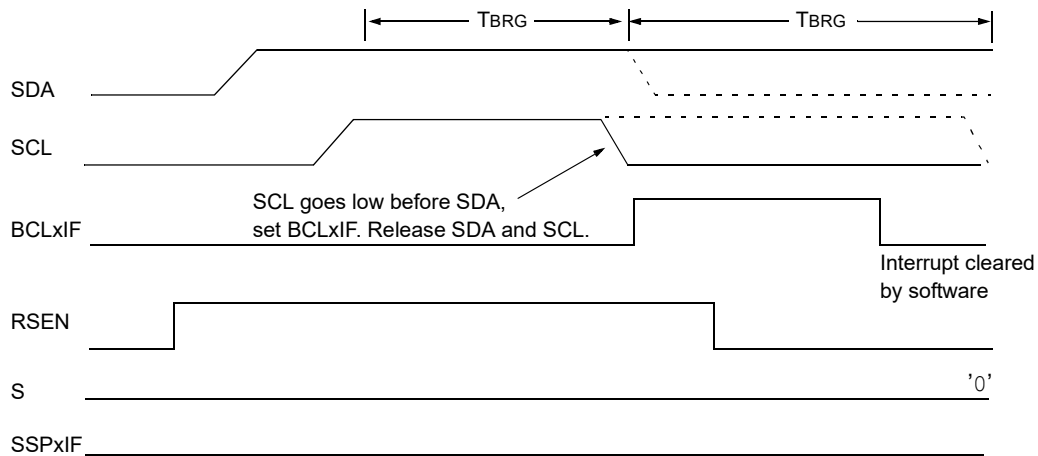 TBRG TBRG
SDA
SCL
SCL goes low before SDA,
set BCLxIF. Release SDA and SCL.
BCLxIF
Interrupt cleared
by software
RSEN
'0'
S
SSPxIF